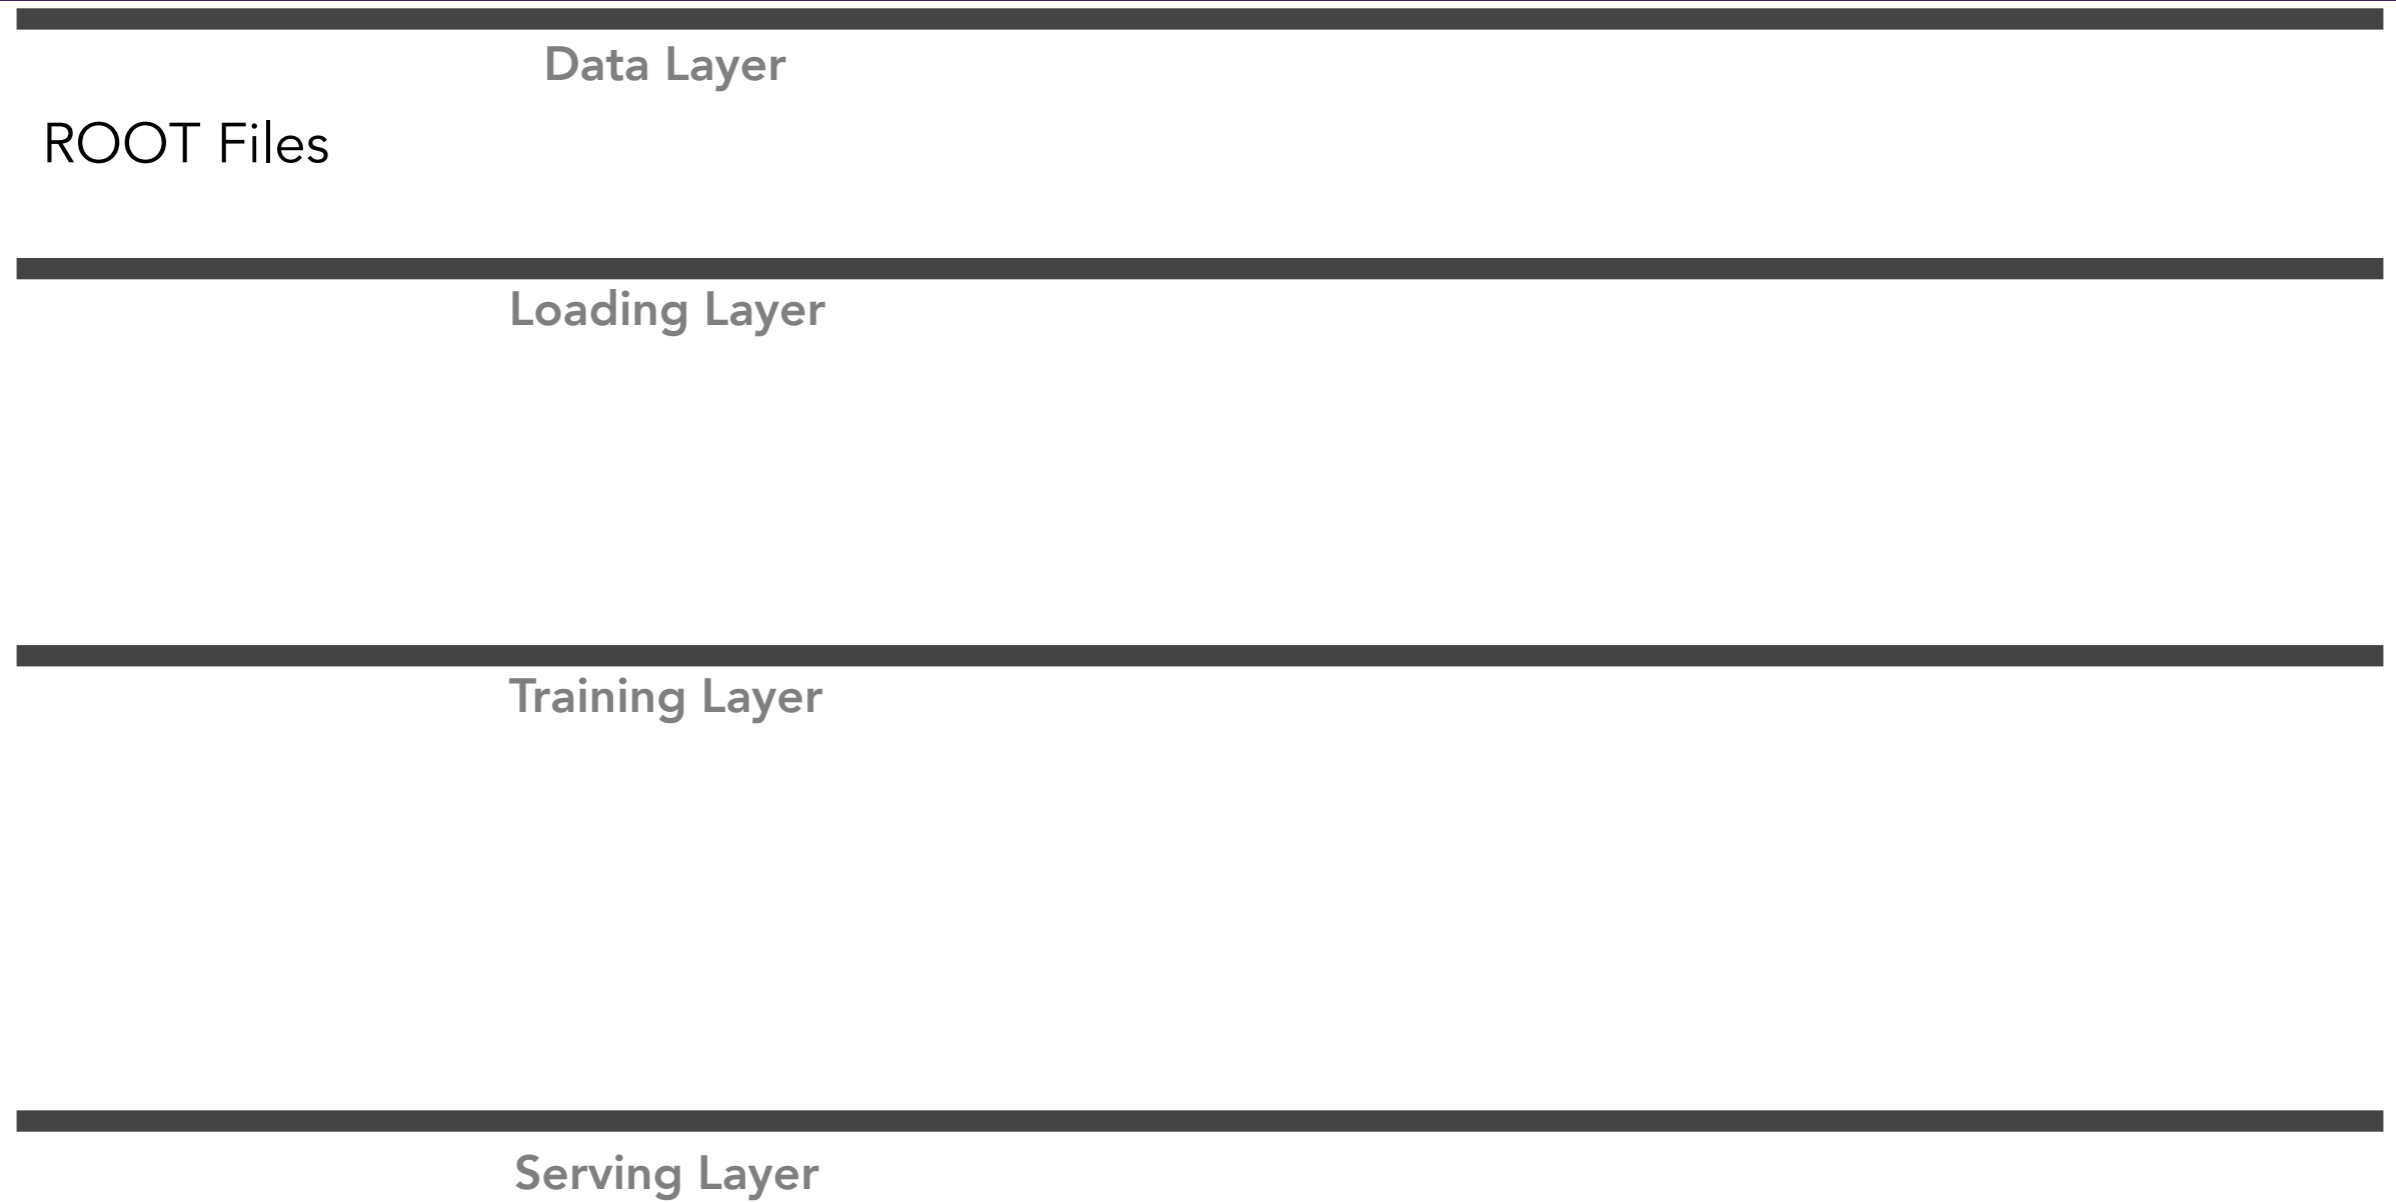 Data Layer
ROOT Files
Loading Layer
Training Layer
Serving Layer